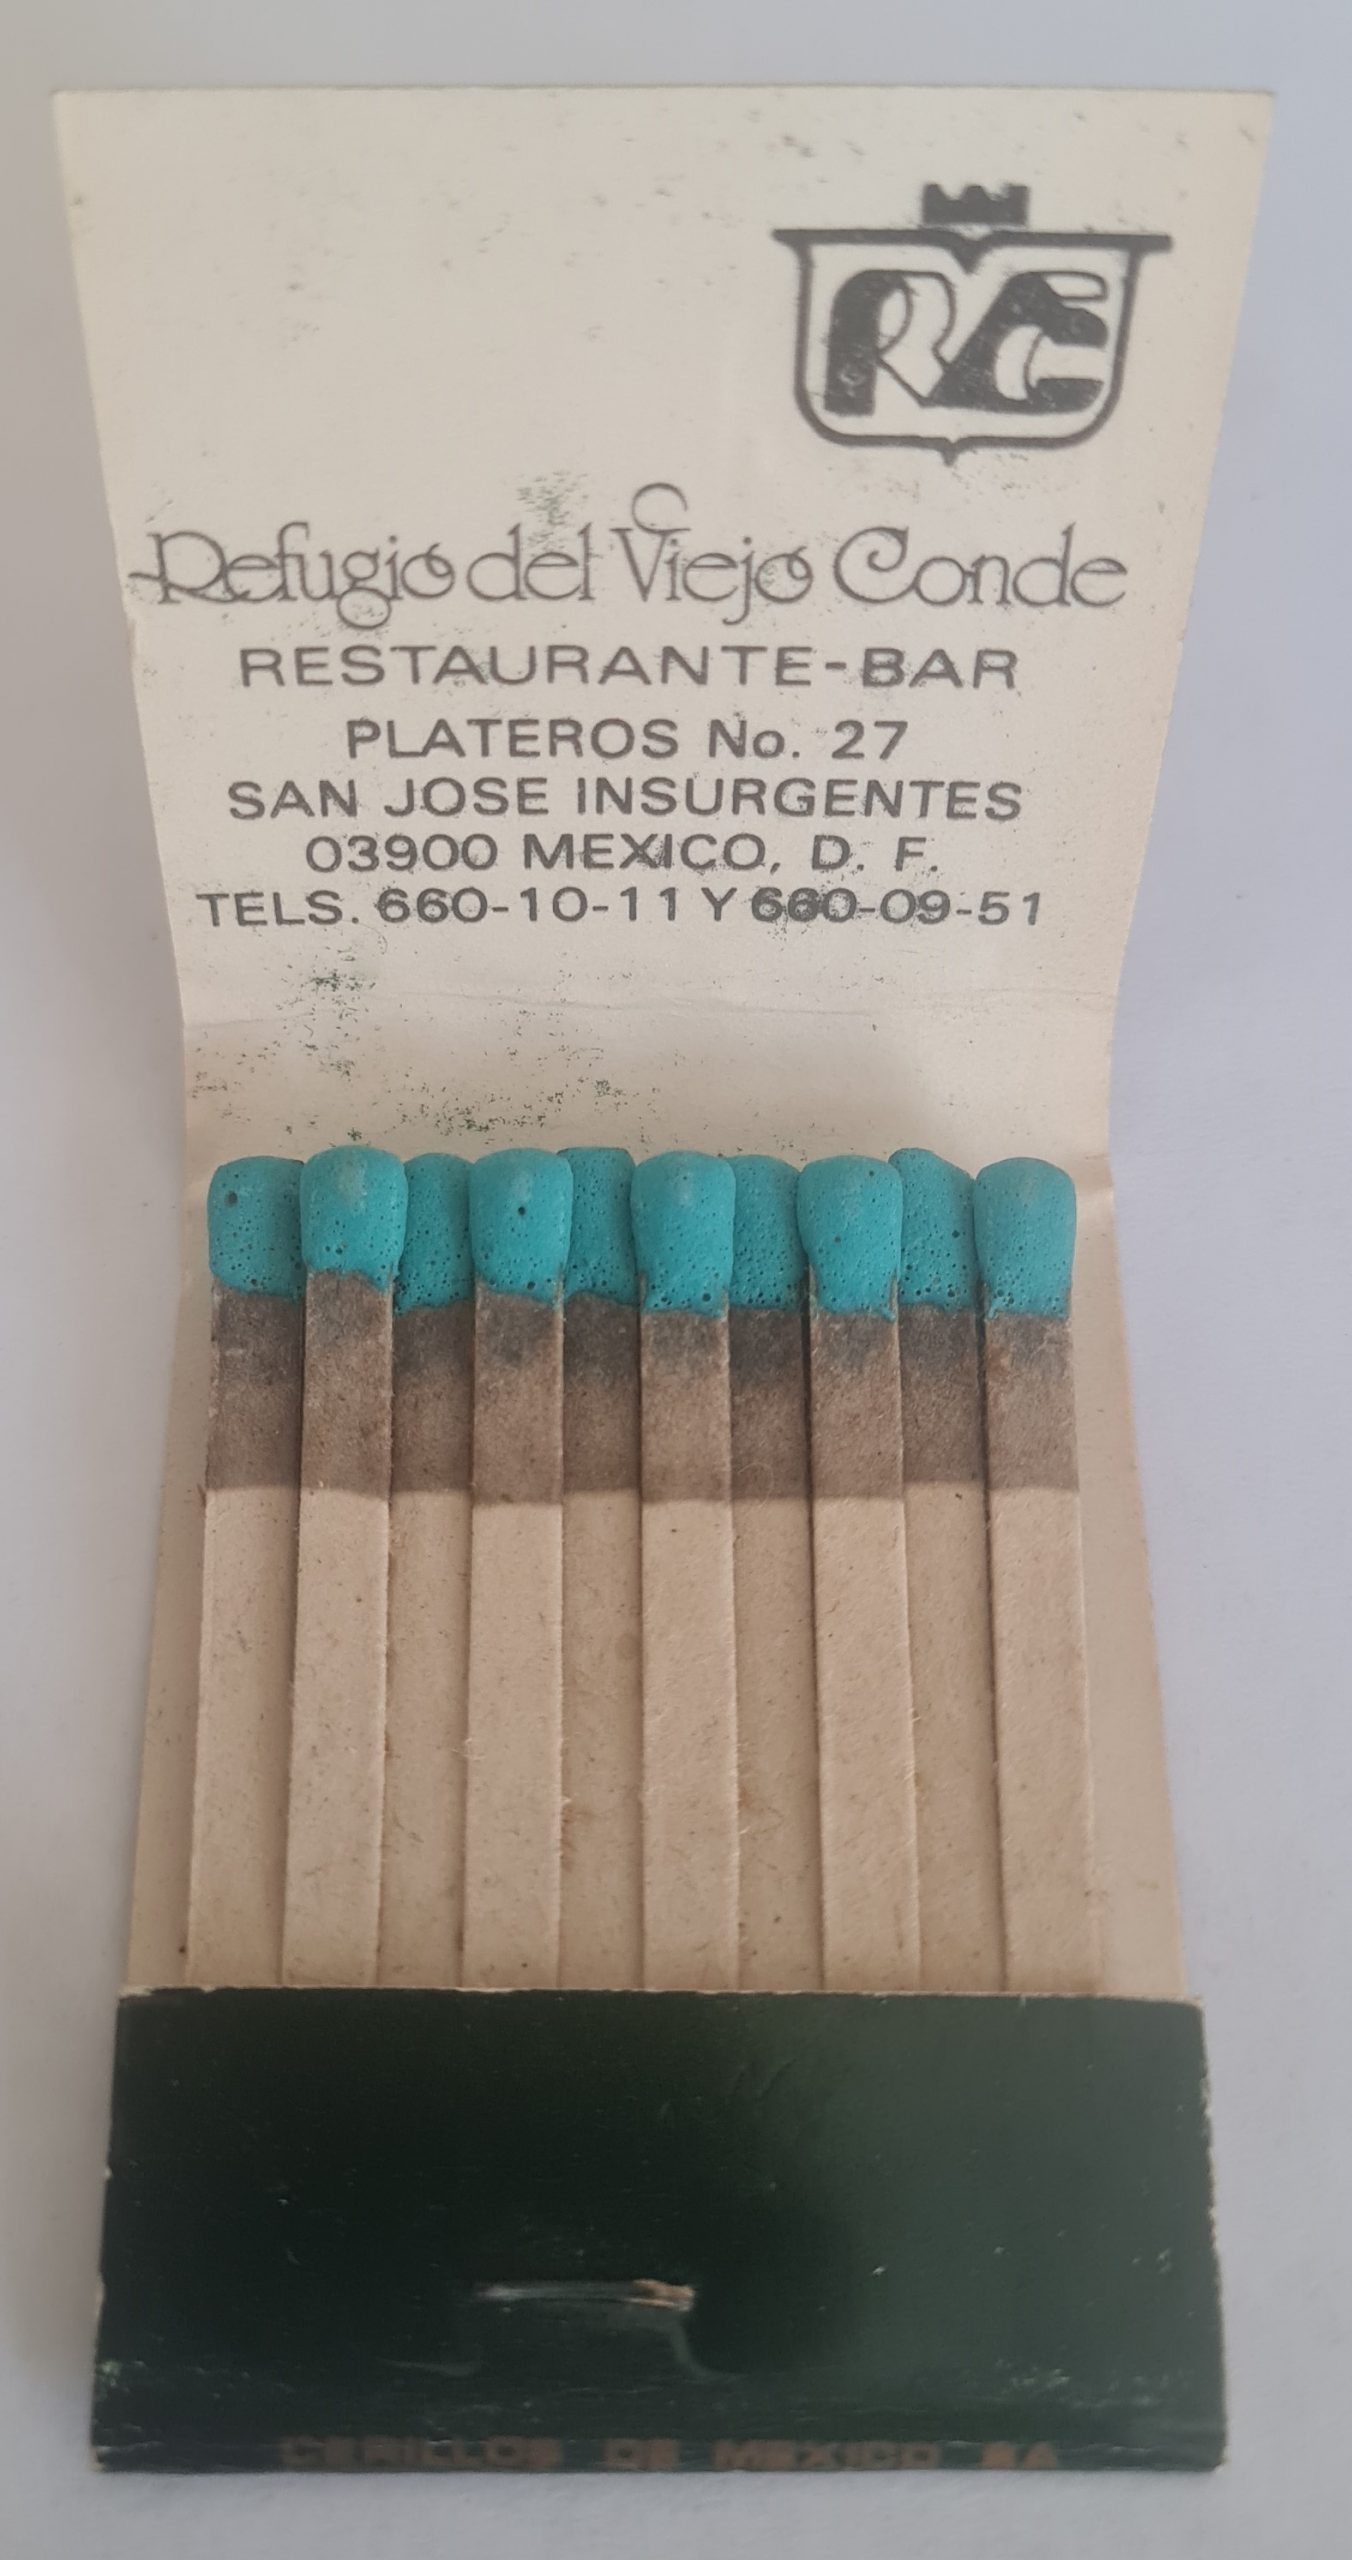 RC
Refugio del Viejo Conde
RESTAURANTE-BAR
PLATEROS No. 27
SAN JOSE INSURGENTES
03900 MEXICO, D. F.
TELS. 660-10-11 Y 660-09-51
CERILLOS DE MEXICO SA